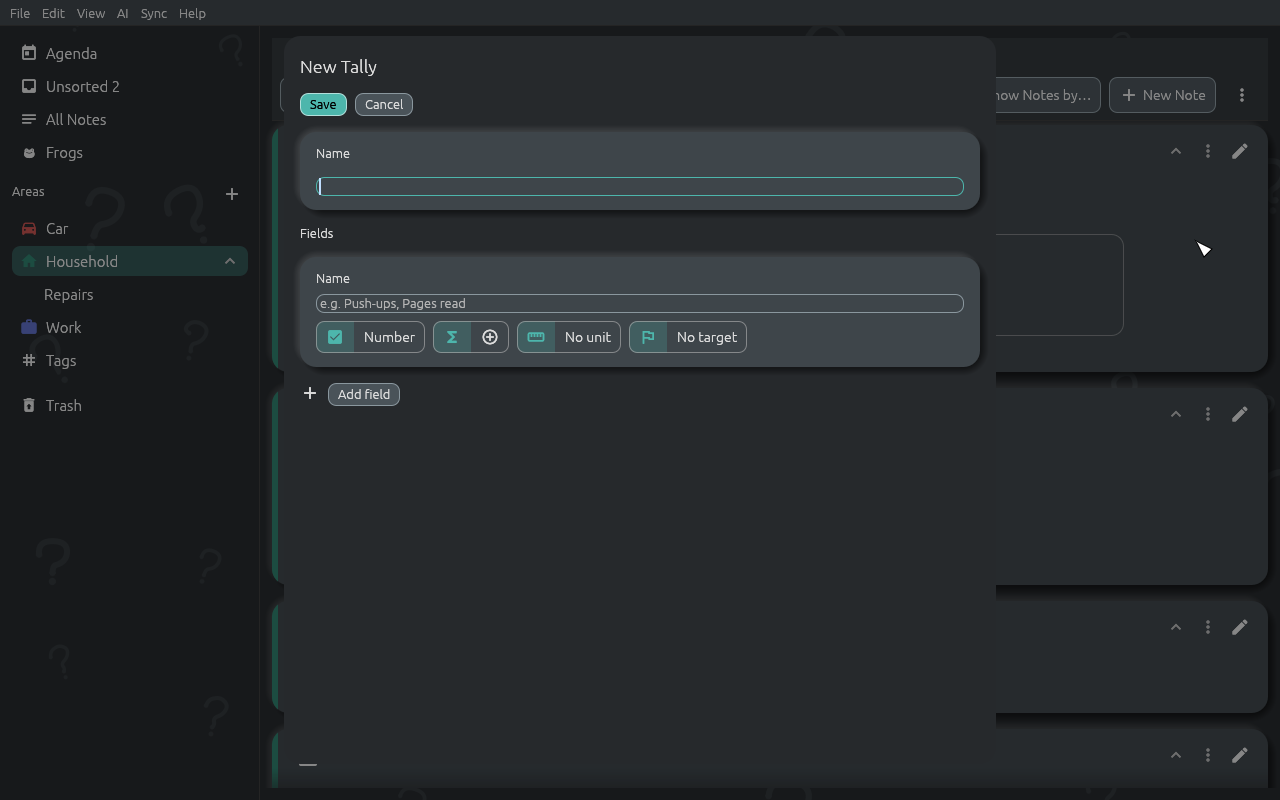 File Edit View AI Sync Help
Agenda
Unsorted 2
All Notes
Frogs
Areas
Car
Household
Repairs
Work
Tags
Trash
New Tally
Save Cancel
Name
Fields
Name
e.g. Push-ups, Pages read
Number No unit No target
Add field
Notes by...
New Note